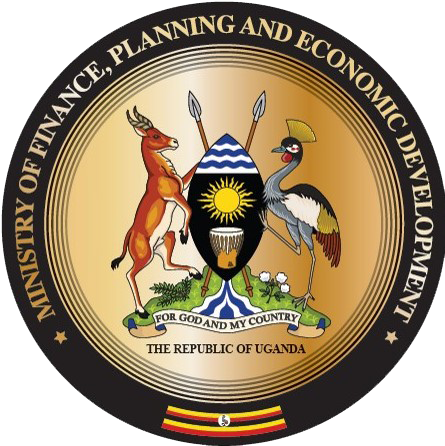 MINISTRY OF FINANCE, PLANNING AND ECONOMIC DEVELOPMENT
FOR GOD AND MY COUNTRY
THE REPUBLIC OF UGANDA